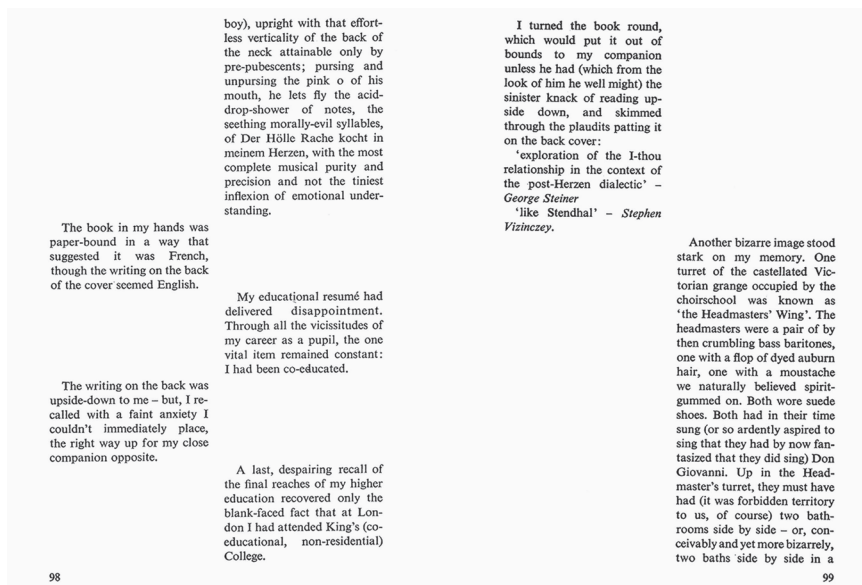 boy), upright with that effort-
less verticality of the back of
the neck attainable only by
pre-pubescents; pursing and
unpursing the pink o of his
mouth, he lets fly the acid-
drop-shower of notes, the
seething morally-evil syllables,
of Der Hölle Rache kocht in
meinem Herzen, with the most
complete musical purity and
precision and not the tiniest
inflexion of emotional under-
standing.
The book in my hands was
paper-bound in a way that
suggested it was French,
though the writing on the back
of the cover seemed English.
My educational resumé had
delivered disappointment.
Through all the vicissitudes of
my career as a pupil, the one
vital item remained constant:
I had been co-educated.
The writing on the back was
upside-down to me – but, I re-
called with a faint anxiety I
couldn't immediately place,
the right way up for my close
companion opposite.
A last, despairing recall of
the final reaches of my higher
education recovered only the
blank-faced fact that at Lon-
don I had attended King's (co-
educational, non-residential)
College.
98
I turned the book round,
which would put it out of
bounds to my companion
unless he had (which from the
look of him he well might) the
sinister knack of reading up-
side down, and skimmed
through the plaudits patting it
on the back cover:
'exploration of the I-thou
relationship in the context of
the post-Herzen dialectic' –
George Steiner
'like Stendhal' – Stephen
Vizinczey.
Another bizarre image stood
stark on my memory. One
turret of the castellated Vic-
torian grange occupied by the
choirschool was known as
'the Headmasters' Wing'. The
headmasters were a pair of by
then crumbling bass baritones,
one with a flop of dyed auburn
hair, one with a moustache
we naturally believed spirit-
gummed on. Both wore suede
shoes. Both had in their time
sung (or so ardently aspired to
sing that they had by now fan-
tasized that they did sing) Don
Giovanni. Up in the Head-
master's turret, they must have
had (it was forbidden territory
to us, of course) two bath-
rooms side by side – or, con-
ceivably and yet more bizarrely,
two baths side by side in a
99